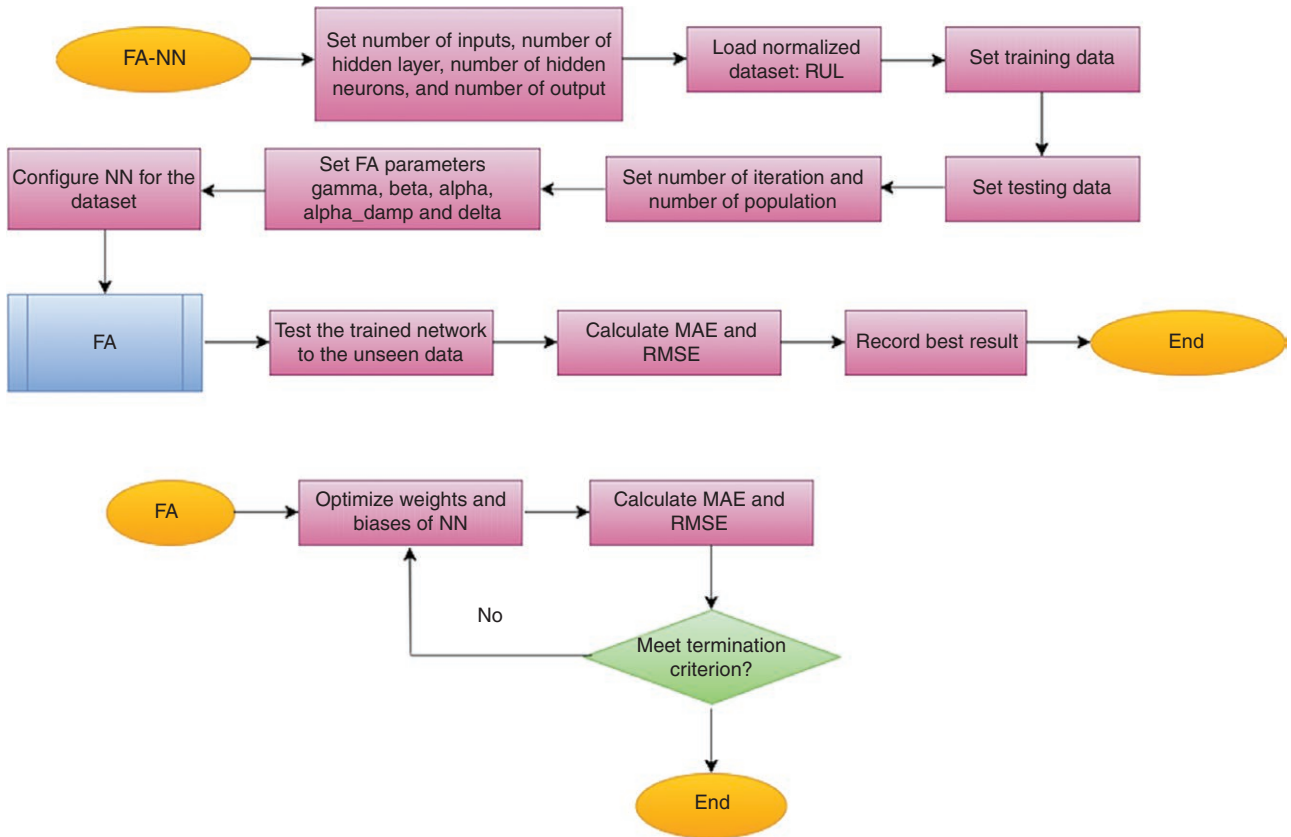 FA-NN
Set number of inputs, number of
hidden layer, number of hidden
neurons, and number of output
Load normalized
dataset: RUL
Set training data
Configure NN for the
dataset
Set FA parameters
gamma, beta, alpha,
alpha_damp and delta
Set number of iteration and
number of population
Set testing data
FA
Test the trained network
to the unseen data
Calculate MAE and
RMSE
Record best result
End
FA
Optimize weights and
biases of NN
Calculate MAE and
RMSE
No
Meet termination
criterion?
End